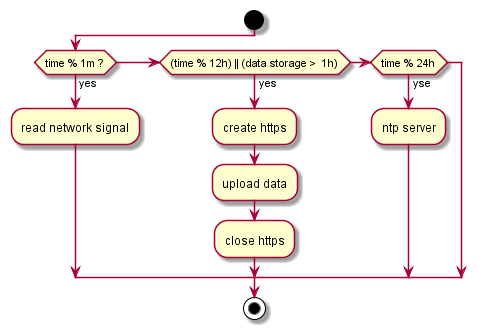 time % 1m ?
(time % 12h) || (data storage > 1h)
time % 24h
yes
yes
yse
read network signal
create https
ntp server
upload data
close https